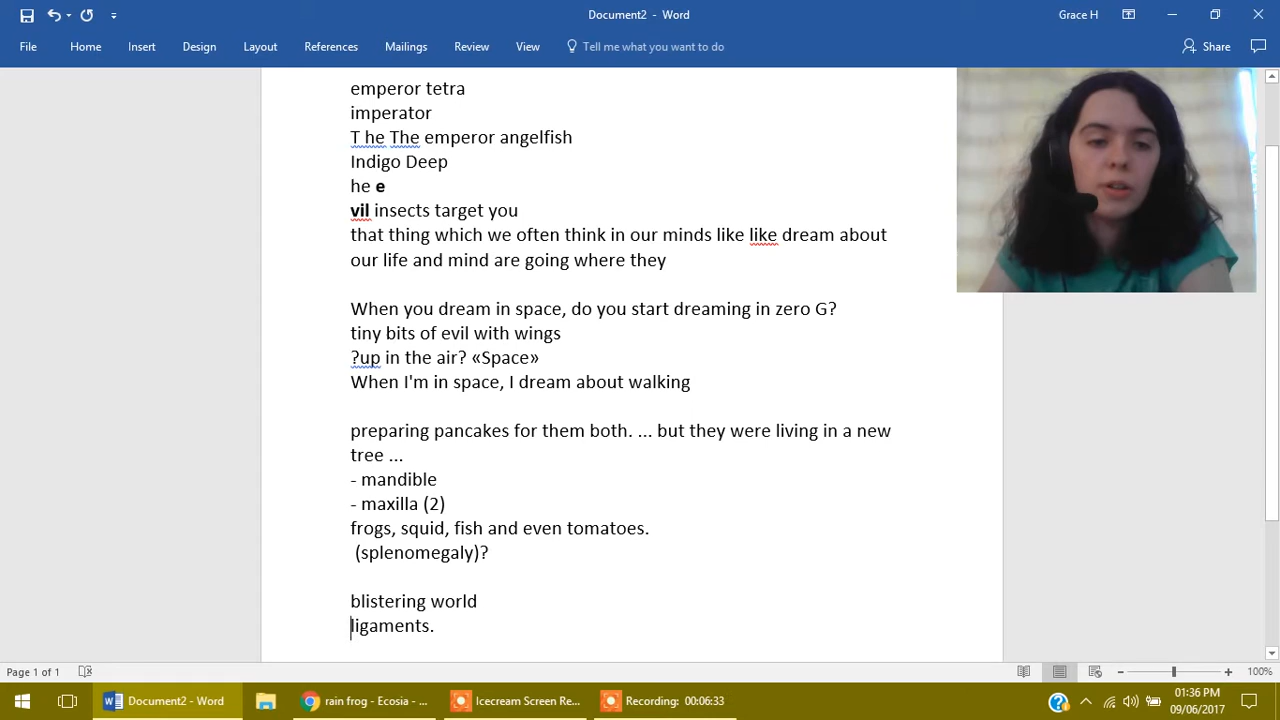 Document2 - Word
Grace H
File Home Insert Design Layout References Mailings Review View Tell me what you want to do Share
emperor tetra
imperator
T he The emperor angelfish
Indigo Deep
he e
vil insects target you
that thing which we often think in our minds like like dream about
our life and mind are going where they
When you dream in space, do you start dreaming in zero G?
tiny bits of evil with wings
?up in the air? «Space»
When I'm in space, I dream about walking
preparing pancakes for them both. ... but they were living in a new
tree ...
- mandible
- maxilla (2)
frogs, squid, fish and even tomatoes.
(splenomegaly)?
blistering world
ligaments.
Page 1 of 1
100%
Document2 - Word
rain frog - Ecosia - ...
Icecream Screen Re...
Recording: 00:06:33
01:36 PM
09/06/2017